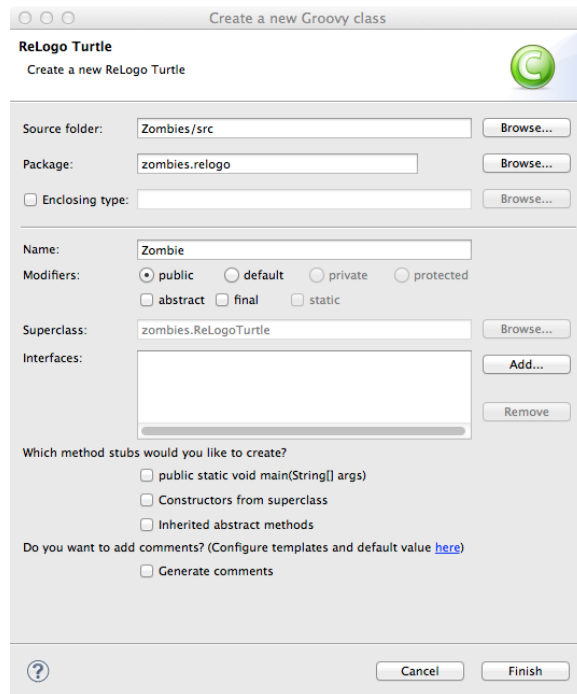 Create a new Groovy class
ReLogo Turtle
Create a new ReLogo Turtle
Source folder: Zombies/src Browse...
Package: zombies.relogo Browse...
Enclosing type: Browse...
Name: Zombie
Modifiers: public default private protected
abstract final static
Superclass: zombies.ReLogoTurtle Browse...
Interfaces: Add...
Remove
Which method stubs would you like to create?
public static void main(String[] args)
Constructors from superclass
Inherited abstract methods
Do you want to add comments? (Configure templates and default value here)
Generate comments
? Cancel Finish